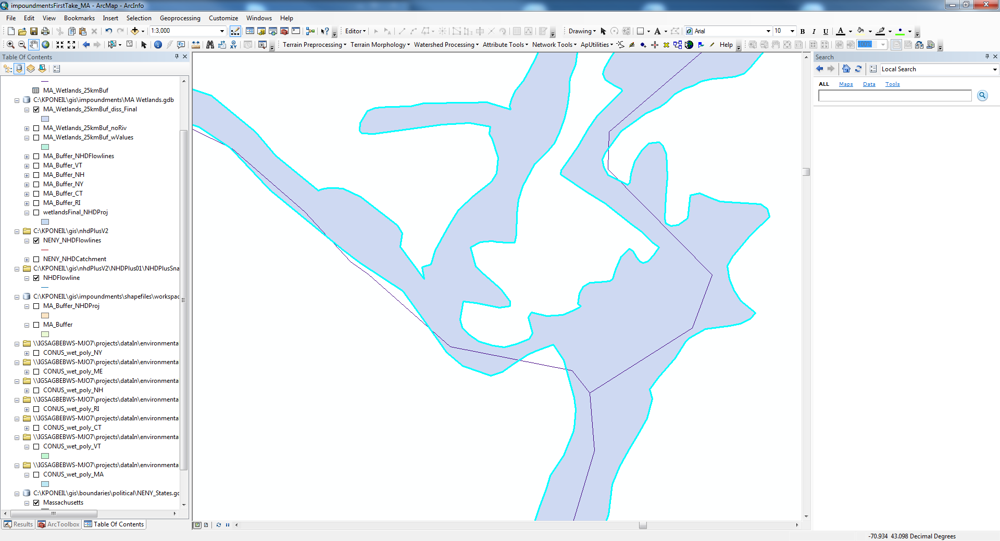 impoundmentsFirstTake_MA - ArcMap - ArcInfo
File Edit View Bookmarks Insert Selection Geoprocessing Customize Windows Help
1:3,000 Editor Drawing A Arial 10 B I U A
Terrain Preprocessing Terrain Morphology Watershed Processing Attribute Tools Network Tools ApUtilities Help 100%
Table Of Contents
MA_Wetlands_25kmBuf
C:\KPONEIL\gis\impoundments\MA Wetlands.gdb
MA_Wetlands_25kmBuf_diss_Final
MA_Wetlands_25kmBuf_noRiv
MA_Wetlands_25kmBuf_wValues
MA_Buffer_NHDFlowlines
MA_Buffer_VT
MA_Buffer_NH
MA_Buffer_NY
MA_Buffer_CT
MA_Buffer_RI
wetlandsFinal_NHDProj
C:\KPONEIL\gis\nhdPlusV2
NENY_NHDFlowlines
NENY_NHDCatchment
C:\KPONEIL\gis\nhdPlusV2\NHDPlus01\NHDPlusSna
NHDFlowline
C:\KPONEIL\gis\impoundments\shapefiles\workspac
MA_Buffer_NHDProj
MA_Buffer
\\IGSAGBEBWS-MJO7\projects\dataIn\environmenta
CONUS_wet_poly_NY
\\IGSAGBEBWS-MJO7\projects\dataIn\environmenta
CONUS_wet_poly_ME
\\IGSAGBEBWS-MJO7\projects\dataIn\environmenta
CONUS_wet_poly_NH
\\IGSAGBEBWS-MJO7\projects\dataIn\environmenta
CONUS_wet_poly_RI
\\IGSAGBEBWS-MJO7\projects\dataIn\environmenta
CONUS_wet_poly_CT
\\IGSAGBEBWS-MJO7\projects\dataIn\environmenta
CONUS_wet_poly_VT
\\IGSAGBEBWS-MJO7\projects\dataIn\environmenta
CONUS_wet_poly_MA
C:\KPONEIL\gis\boundaries\political\NENY_States.gd
Massachusetts
Results ArcToolbox Table Of Contents
Search
Local Search
ALL Maps Data Tools
-70.934 43.098 Decimal Degrees